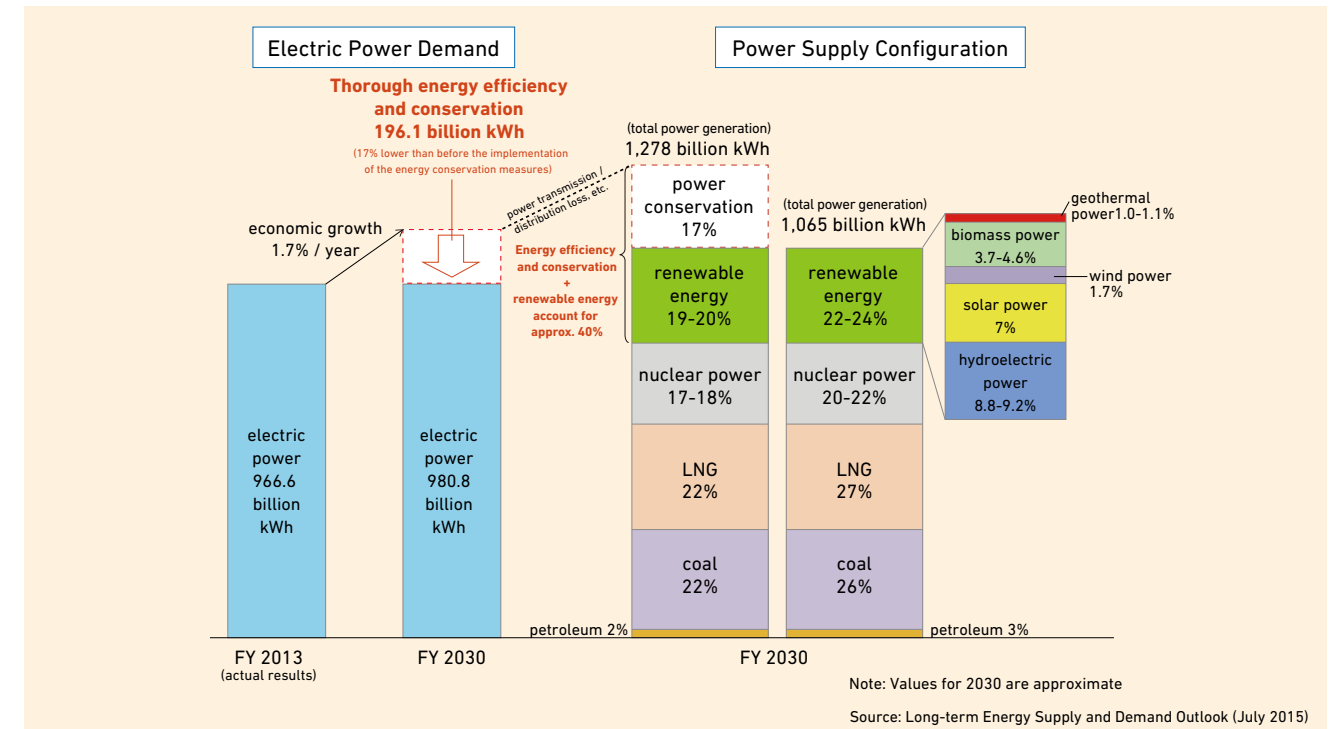 Electric Power Demand
Thorough energy efficiency
and conservation
196.1 billion kWh
(17% lower than before the implementation
of the energy conservation measures)
economic growth
1.7% / year
electric
power
966.6
billion
kWh
electric
power
980.8
billion
kWh
FY 2013
(actual results)
FY 2030
Power Supply Configuration
power transmission /
distribution loss, etc.
Energy efficiency
and conservation
+
renewable energy
account for
approx. 40%
(total power generation)
1,278 billion kWh
power
conservation
17%
renewable
energy
19-20%
nuclear power
17-18%
LNG
22%
coal
22%
petroleum 2%
(total power generation)
1,065 billion kWh
renewable
energy
22-24%
nuclear power
20-22%
LNG
27%
coal
26%
petroleum 3%
FY 2030
geothermal
power1.0-1.1%
biomass power
3.7-4.6%
wind power
1.7%
solar power
7%
hydroelectric
power
8.8-9.2%
Note: Values for 2030 are approximate
Source: Long-term Energy Supply and Demand Outlook (July 2015)